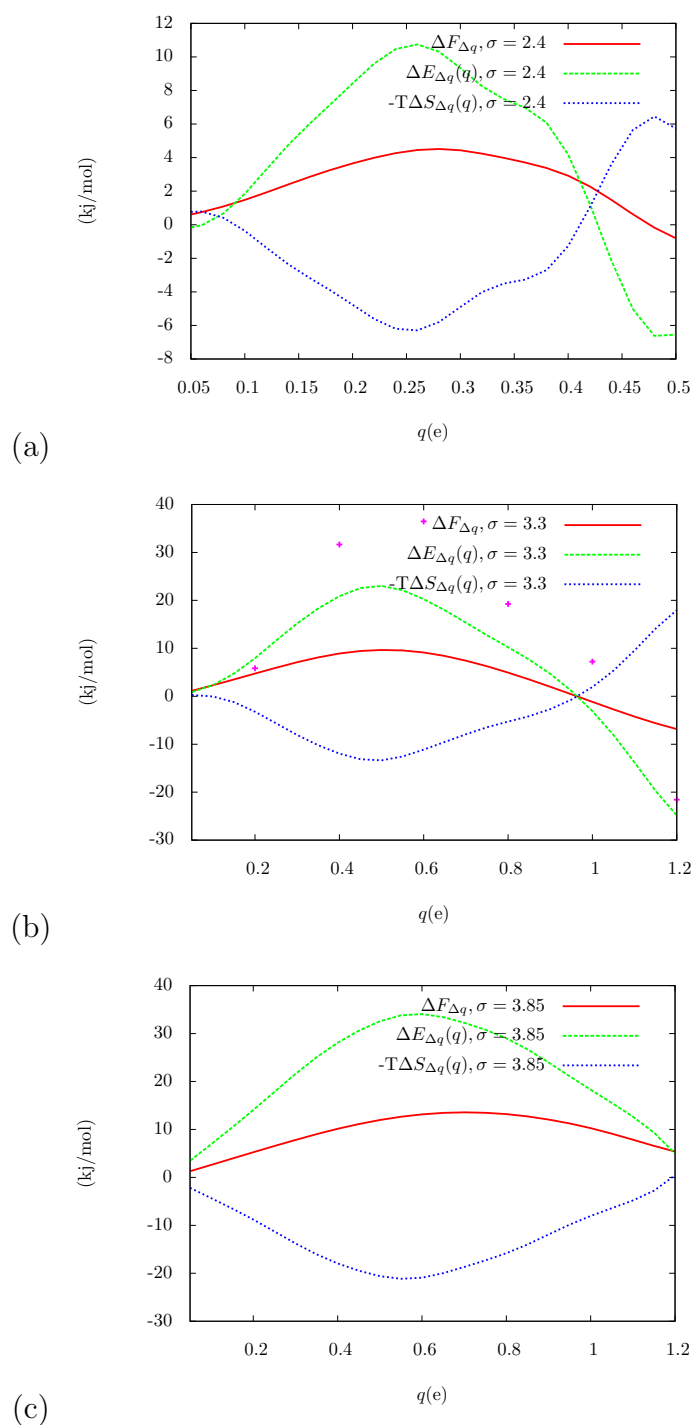 12
10
8
6
4
2
0
-2
-4
-6
-8
(kj/mol)
ΔF_Δq, σ = 2.4
ΔE_Δq(q), σ = 2.4
-TΔS_Δq(q), σ = 2.4
0.05 0.1 0.15 0.2 0.25 0.3 0.35 0.4 0.45 0.5
q(e)
(a)
40
30
20
10
0
-10
-20
-30
(kj/mol)
ΔF_Δq, σ = 3.3
ΔE_Δq(q), σ = 3.3
-TΔS_Δq(q), σ = 3.3
0.2 0.4 0.6 0.8 1 1.2
q(e)
(b)
40
30
20
10
0
-10
-20
-30
(kj/mol)
ΔF_Δq, σ = 3.85
ΔE_Δq(q), σ = 3.85
-TΔS_Δq(q), σ = 3.85
0.2 0.4 0.6 0.8 1 1.2
q(e)
(c)